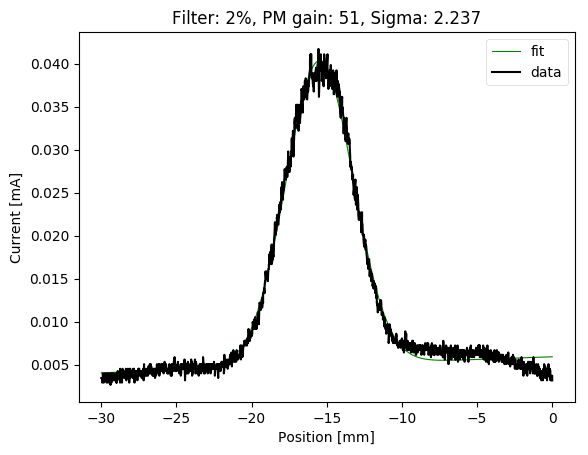 Filter: 2%, PM gain: 51, Sigma: 2.237
fit
data
Current [mA]
0.040
0.035
0.030
0.025
0.020
0.015
0.010
0.005
−30 −25 −20 −15 −10 −5 0
Position [mm]